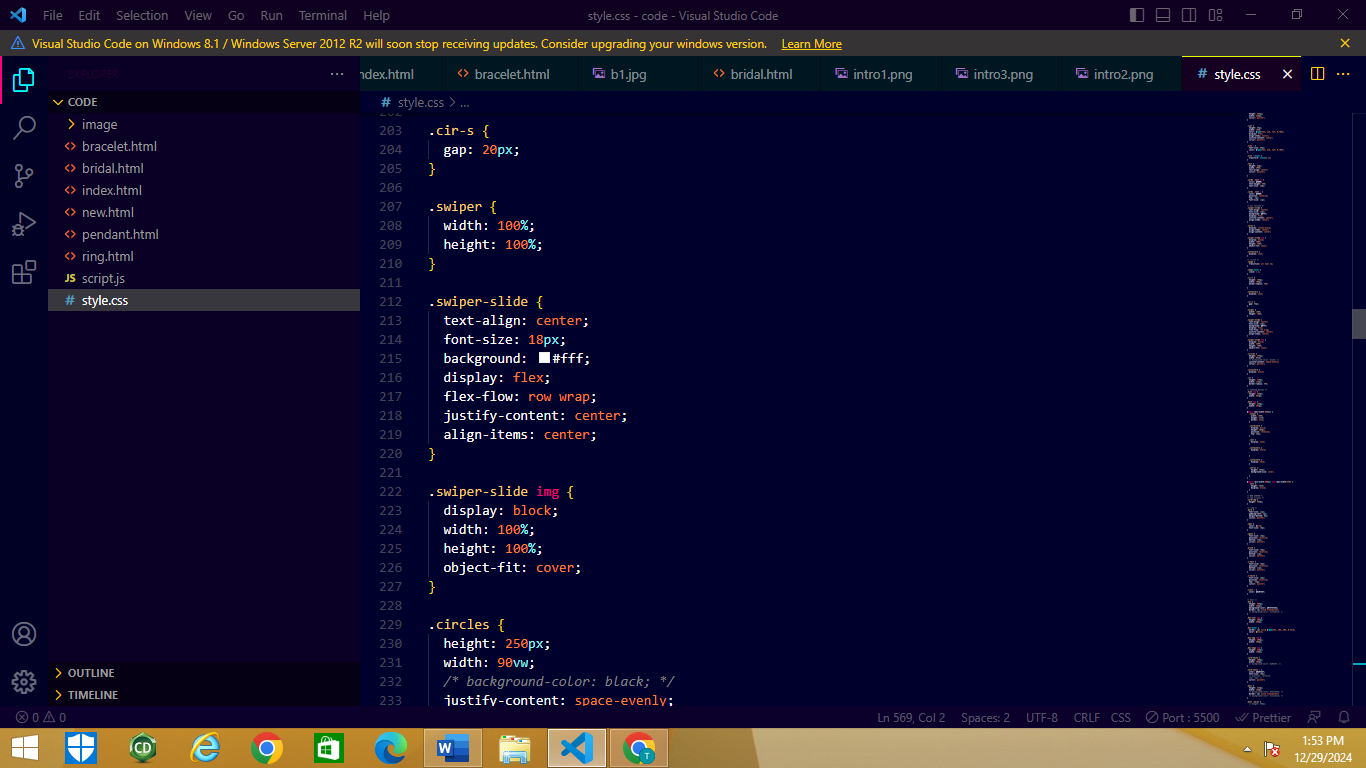 File Edit Selection View Go Run Terminal Help style.css - code - Visual Studio Code
Visual Studio Code on Windows 8.1 / Windows Server 2012 R2 will soon stop receiving updates. Consider upgrading your windows version. Learn More
EXPLORER
ndex.html bracelet.html b1.jpg bridal.html intro1.png intro3.png intro2.png # style.css
CODE
image
bracelet.html
bridal.html
index.html
new.html
pendant.html
ring.html
JS script.js
# style.css
OUTLINE
TIMELINE
# style.css > ...
202
203 .cir-s {
204 gap: 20px;
205 }
206
207 .swiper {
208 width: 100%;
209 height: 100%;
210 }
211
212 .swiper-slide {
213 text-align: center;
214 font-size: 18px;
215 background: #fff;
216 display: flex;
217 flex-flow: row wrap;
218 justify-content: center;
219 align-items: center;
220 }
221
222 .swiper-slide img {
223 display: block;
224 width: 100%;
225 height: 100%;
226 object-fit: cover;
227 }
228
229 .circles {
230 height: 250px;
231 width: 90vw;
232 /* background-color: black; */
233 justify-content: space-evenly;
0 0 Ln 569, Col 2 Spaces: 2 UTF-8 CRLF CSS Port : 5500 Prettier
CD W T 1:53 PM
12/29/2024